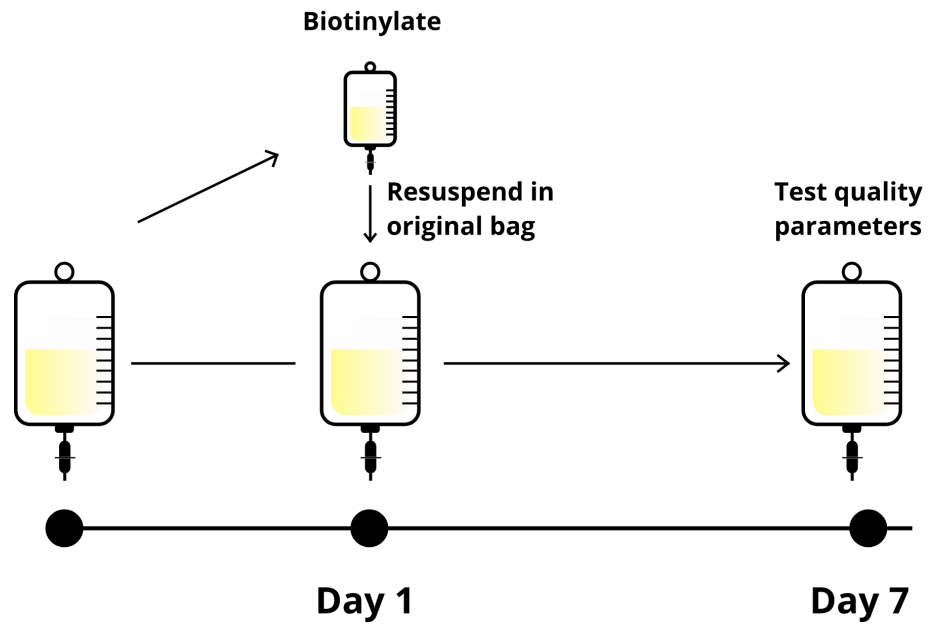 Biotinylate
Resuspend in
original bag
Test quality
parameters
Day 1
Day 7